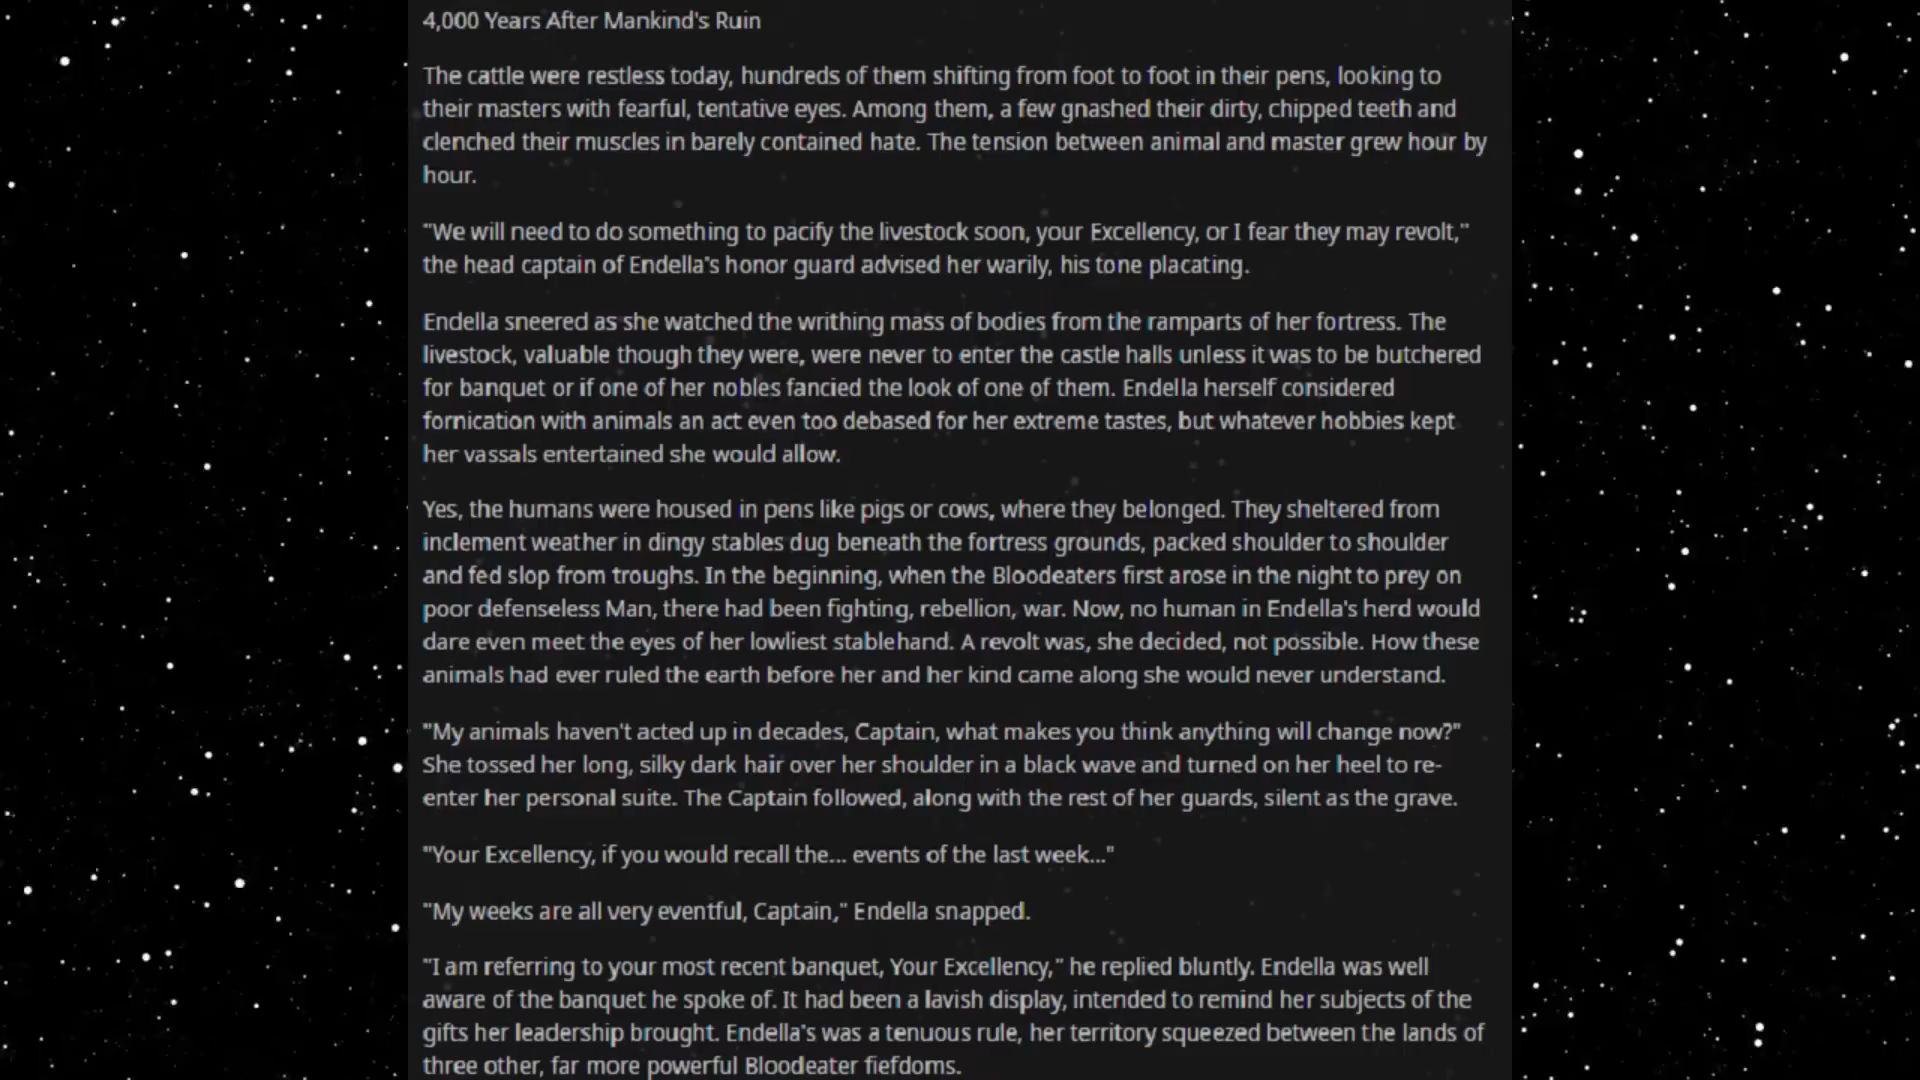 4,000 Years After Mankind's Ruin
The cattle were restless today, hundreds of them shifting from foot to foot in their pens, looking to
their masters with fearful, tentative eyes. Among them, a few gnashed their dirty, chipped teeth and
clenched their muscles in barely contained hate. The tension between animal and master grew hour by
hour.
"We will need to do something to pacify the livestock soon, your Excellency, or I fear they may revolt,"
the head captain of Endella's honor guard advised her warily, his tone placating.
Endella sneered as she watched the writhing mass of bodies from the ramparts of her fortress. The
livestock, valuable though they were, were never to enter the castle halls unless it was to be butchered
for banquet or if one of her nobles fancied the look of one of them. Endella herself considered
fornication with animals an act even too debased for her extreme tastes, but whatever hobbies kept
her vassals entertained she would allow.
Yes, the humans were housed in pens like pigs or cows, where they belonged. They sheltered from
inclement weather in dingy stables dug beneath the fortress grounds, packed shoulder to shoulder
and fed slop from troughs. In the beginning, when the Bloodeaters first arose in the night to prey on
poor defenseless Man, there had been fighting, rebellion, war. Now, no human in Endella's herd would
dare even meet the eyes of her lowliest stablehand. A revolt was, she decided, not possible. How these
animals had ever ruled the earth before her and her kind came along she would never understand.
"My animals haven't acted up in decades, Captain, what makes you think anything will change now?"
She tossed her long, silky dark hair over her shoulder in a black wave and turned on her heel to re-
enter her personal suite. The Captain followed, along with the rest of her guards, silent as the grave.
"Your Excellency, if you would recall the... events of the last week..."
"My weeks are all very eventful, Captain," Endella snapped.
"I am referring to your most recent banquet, Your Excellency," he replied bluntly. Endella was well
aware of the banquet he spoke of. It had been a lavish display, intended to remind her subjects of the
gifts her leadership brought. Endella's was a tenuous rule, her territory squeezed between the lands of
three other, far more powerful Bloodeater fiefdoms.